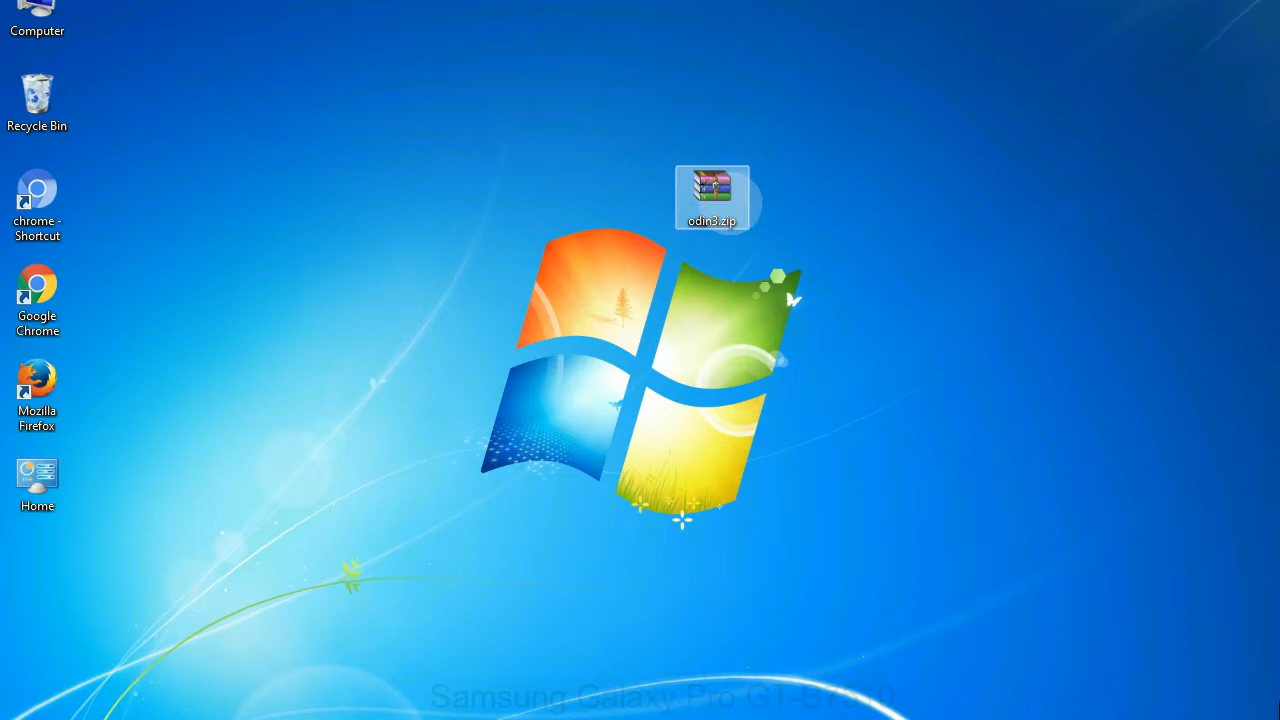 Computer
Recycle Bin
chrome -
Shortcut
Google
Chrome
Mozilla
Firefox
Home
odin3.zip
Samsung Galaxy Pro GT-B7510